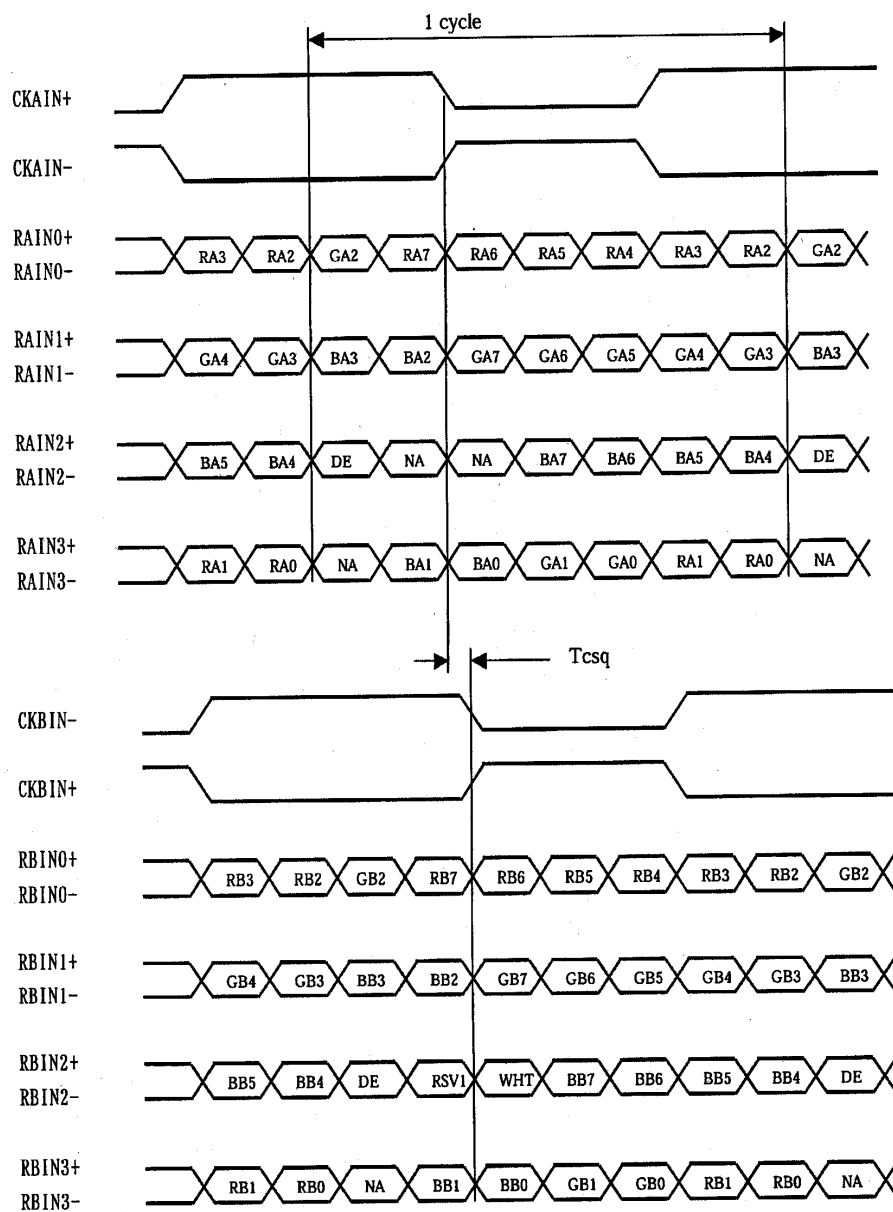 1 cycle
CKAIN+
CKAIN-
RAIN0+
RA3 RA2 GA2 RA7 RA6 RA5 RA4 RA3 RA2 GA2
RAIN0-
RAIN1+
GA4 GA3 BA3 BA2 GA7 GA6 GA5 GA4 GA3 BA3
RAIN1-
RAIN2+
BA5 BA4 DE NA NA BA7 BA6 BA5 BA4 DE
RAIN2-
RAIN3+
RA1 RA0 NA BA1 BA0 GA1 GA0 RA1 RA0 NA
RAIN3-
Tcsq
CKBIN-
CKBIN+
RBIN0+
RB3 RB2 GB2 RB7 RB6 RB5 RB4 RB3 RB2 GB2
RBIN0-
RBIN1+
GB4 GB3 BB3 BB2 GB7 GB6 GB5 GB4 GB3 BB3
RBIN1-
RBIN2+
BB5 BB4 DE RSV1 WHT BB7 BB6 BB5 BB4 DE
RBIN2-
RBIN3+
RB1 RB0 NA BB1 BB0 GB1 GB0 RB1 RB0 NA
RBIN3-